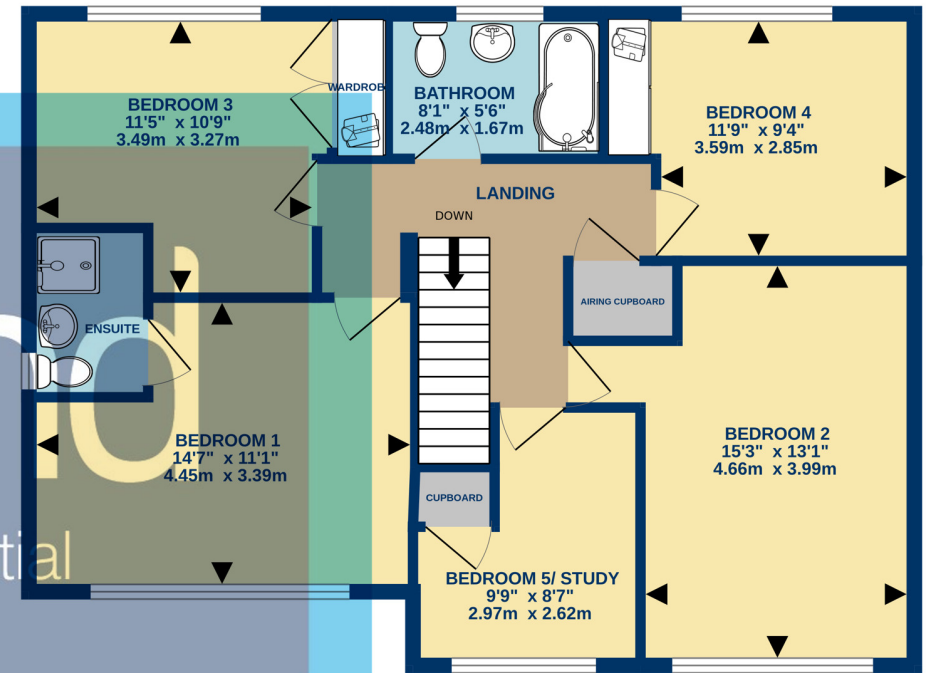 BEDROOM 3
11'5" x 10'9"
3.49m x 3.27m
WARDROB
BATHROOM
8'1" x 5'6"
2.48m x 1.67m
BEDROOM 4
11'9" x 9'4"
3.59m x 2.85m
LANDING
DOWN
AIRING CUPBOARD
ENSUITE
nd
BEDROOM 1
14'7" x 11'1"
4.45m x 3.39m
BEDROOM 2
15'3" x 13'1"
4.66m x 3.99m
CUPBOARD
tial
BEDROOM 5/ STUDY
9'9" x 8'7"
2.97m x 2.62m